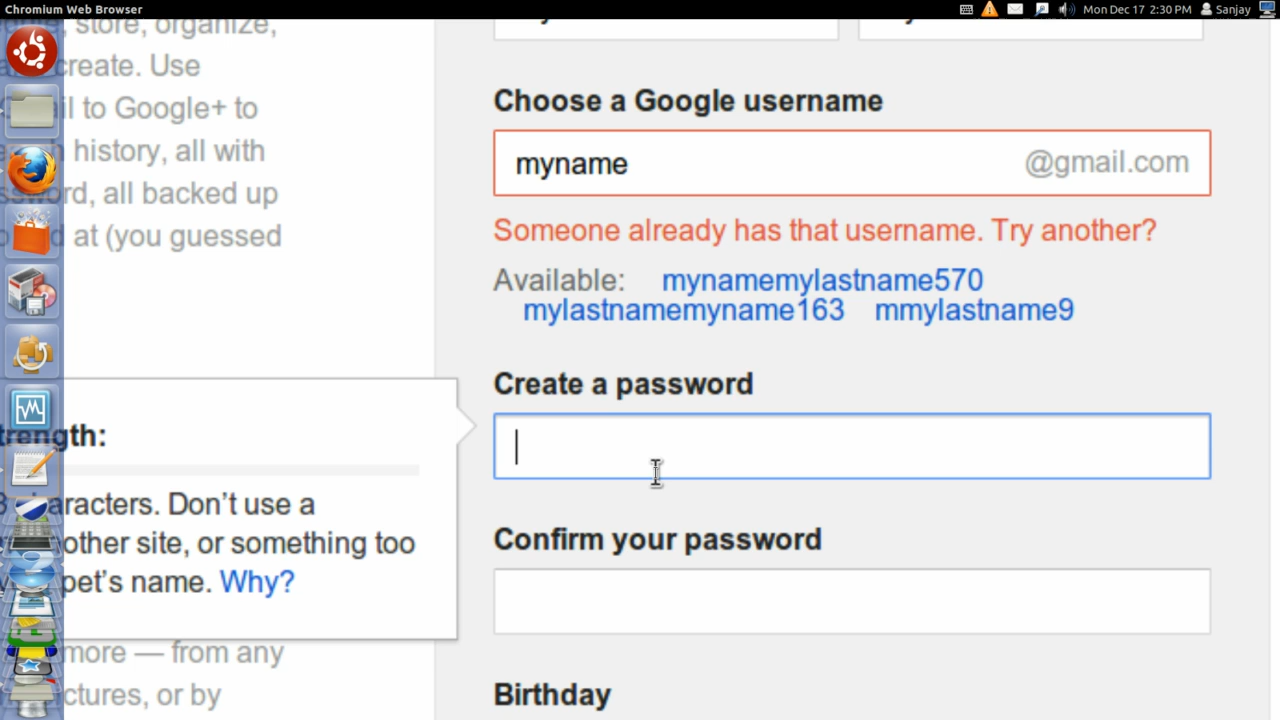 Chromium Web Browser
Mon Dec 17 2:30 PM Sanjay
store, organize,
create. Use
to Google+ to
history, all with
all backed up
at (you guessed
Choose a Google username
myname @gmail.com
Someone already has that username. Try another?
Available: mynamemylastname570
mylastnamemyname163 mmylastname9
Create a password
trength:
characters. Don't use a
other site, or something too
pet's name. Why?
Confirm your password
more — from any
ctures, or by
Birthday